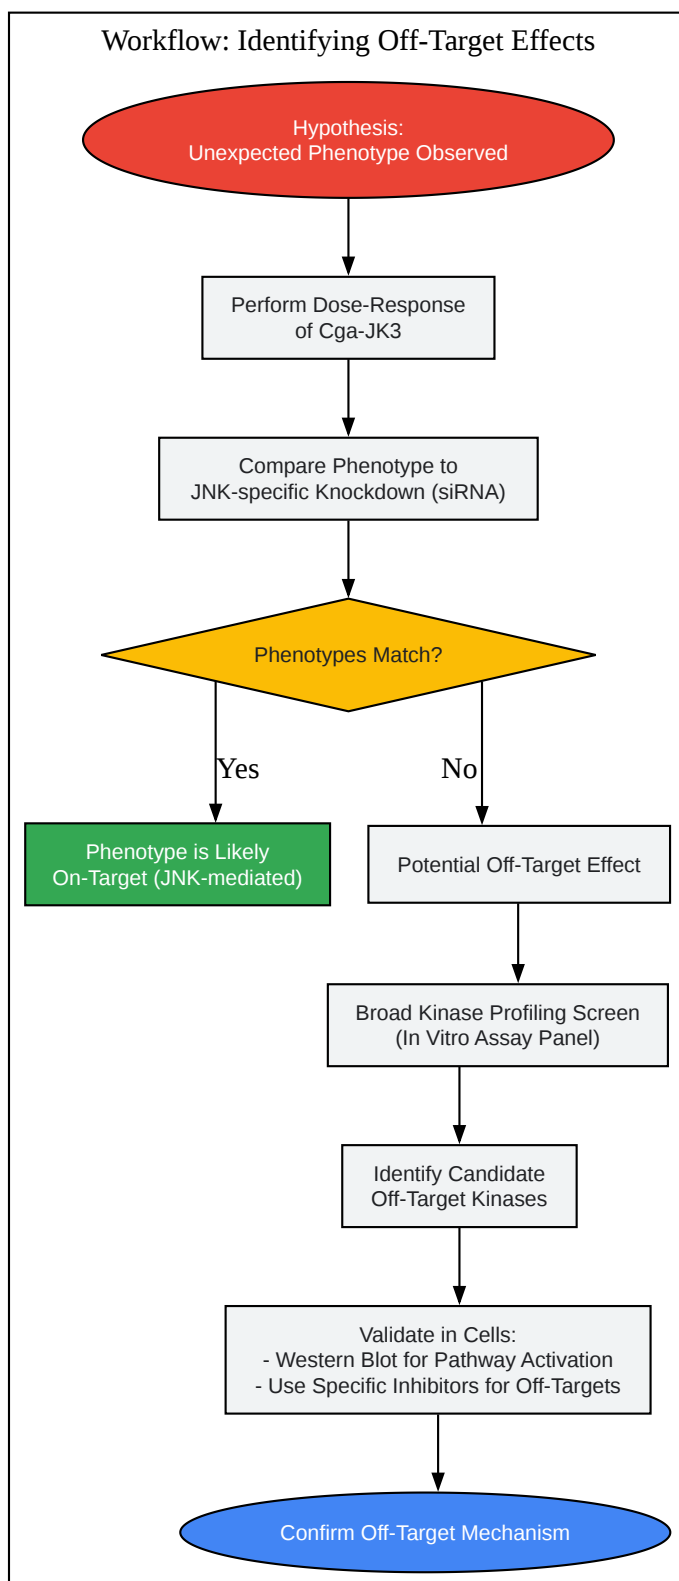 Workflow: Identifying Off-Target Effects
Hypothesis:
Unexpected Phenotype Observed
Perform Dose-Response
of Cga-JK3
Compare Phenotype to
JNK-specific Knockdown (siRNA)
Phenotypes Match?
Yes
No
Phenotype is Likely
On-Target (JNK-mediated)
Potential Off-Target Effect
Broad Kinase Profiling Screen
(In Vitro Assay Panel)
Identify Candidate
Off-Target Kinases
Validate in Cells:
- Western Blot for Pathway Activation
- Use Specific Inhibitors for Off-Targets
Confirm Off-Target Mechanism